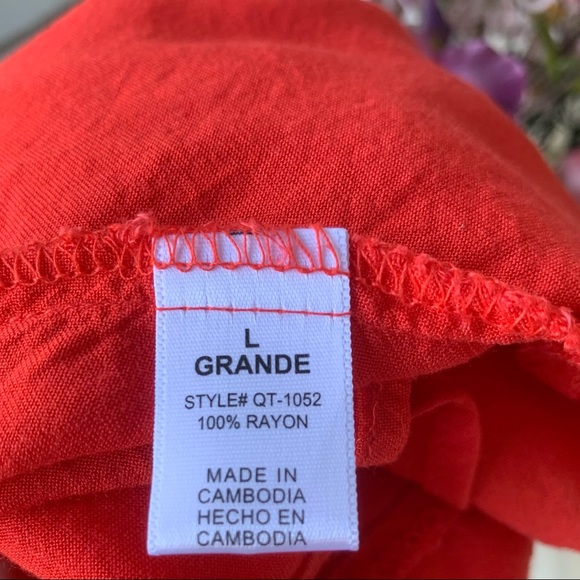 L
GRANDE
STYLE# QT-1052
100% RAYON
MADE IN
CAMBODIA
HECHO EN
CAMBODIA